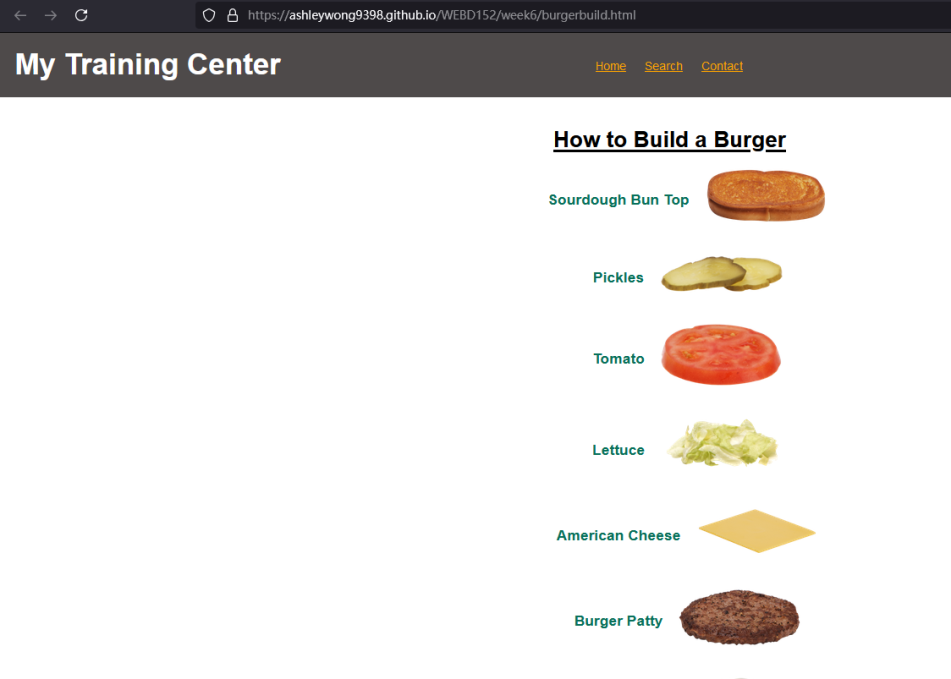 https://ashleywong9398.github.io/WEBD152/week6/burgerbuild.html
My Training Center
Home Search Contact
How to Build a Burger
Sourdough Bun Top
Pickles
Tomato
Lettuce
American Cheese
Burger Patty